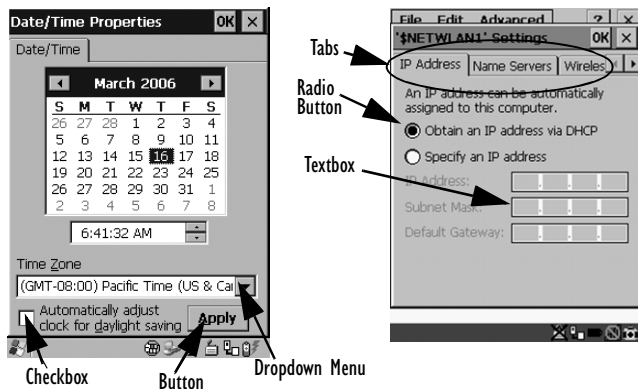 Date/Time Properties OK ×
Date/Time
March 2006
S M T W T F S
26 27 28 1 2 3 4
5 6 7 8 9 10 11
12 13 14 15 16 17 18
19 20 21 22 23 24 25
26 27 28 29 30 31 1
2 3 4 5 6 7 8
6:41:32 AM
Time Zone
(GMT-08:00) Pacific Time (US & Ca
Automatically adjust
clock for daylight saving
Apply
Checkbox
Button
Dropdown Menu
Tabs
Radio
Button
Textbox
File Edit Advanced ? ×
'$NETWLAN1' Settings OK ×
IP Address Name Servers Wireles
An IP address can be automatically
assigned to this computer.
Obtain an IP address via DHCP
Specify an IP address
IP Address:
Subnet Mask:
Default Gateway: